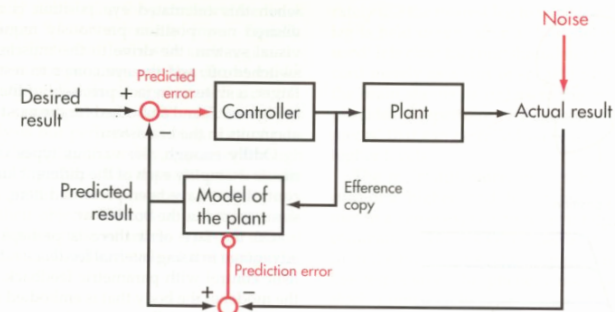 Noise
Predicted
error
+
Desired
result
Controller
Plant
Actual result
−
Predicted
result
Model of
the plant
Efference
copy
Prediction error
+
−